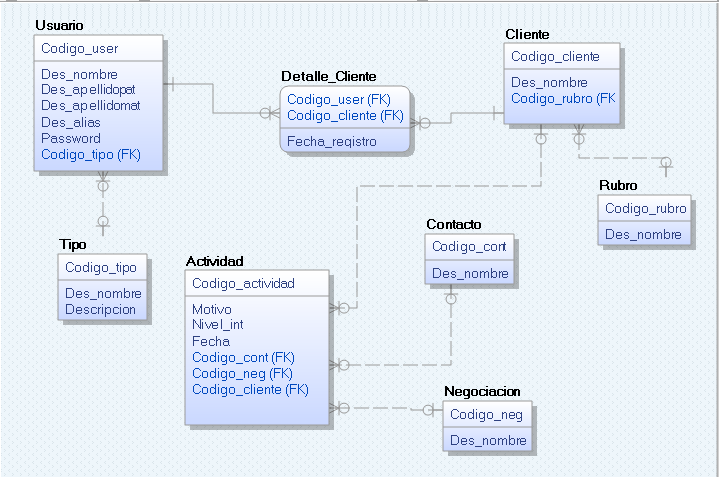 Usuario
Codigo_user
Des_nombre
Des_apellidopat
Des_apellidomat
Des_alias
Password
Codigo_tipo (FK)
Detalle_Cliente
Codigo_user (FK)
Codigo_cliente (FK)
Fecha_registro
Cliente
Codigo_cliente
Des_nombre
Codigo_rubro (FK
Rubro
Codigo_rubro
Des_nombre
Tipo
Codigo_tipo
Des_nombre
Descripcion
Actividad
Codigo_actividad
Motivo
Nivel_int
Fecha
Codigo_cont (FK)
Codigo_neg (FK)
Codigo_cliente (FK)
Contacto
Codigo_cont
Des_nombre
Negociacion
Codigo_neg
Des_nombre